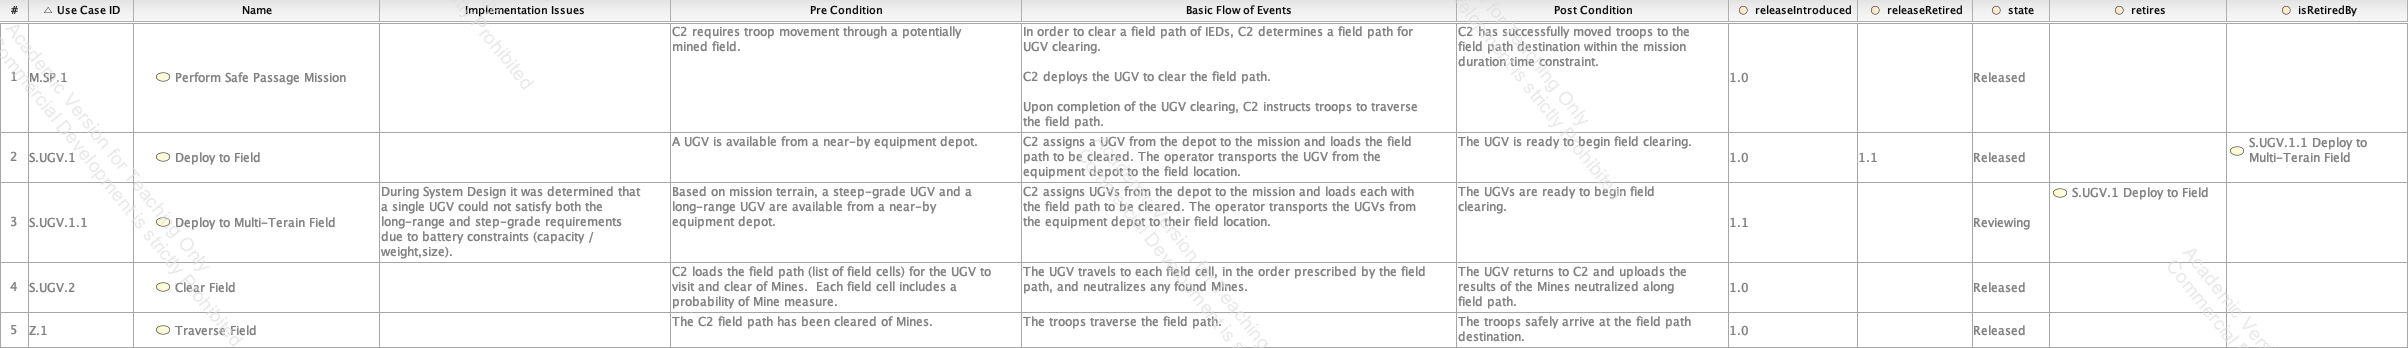 # Use Case ID Name Implementation Issues Pre Condition Basic Flow of Events Post Condition releaseIntroduced releaseRetired state retires isRetiredBy
1 M.SP.1 Perform Safe Passage Mission
C2 requires troop movement through a potentially
mined field.
In order to clear a field path of IEDs, C2 determines a field path for
UGV clearing.
C2 deploys the UGV to clear the field path.
Upon completion of the UGV clearing, C2 instructs troops to traverse
the field path.
C2 has successfully moved troops to the
field path destination within the mission
duration time constraint.
1.0
Released
2 S.UGV.1 Deploy to Field
A UGV is available from a near-by equipment depot.
C2 assigns a UGV from the depot to the mission and loads the field
path to be cleared. The operator transports the UGV from the
equipment depot to the field location.
The UGV is ready to begin field clearing.
1.0
1.1
Released
S.UGV.1.1 Deploy to
Multi-Terain Field
3 S.UGV.1.1 Deploy to Multi-Terain Field
During System Design it was determined that
a single UGV could not satisfy both the
long-range and step-grade requirements
due to battery constraints (capacity /
weight,size).
Based on mission terrain, a steep-grade UGV and a
long-range UGV are available from a near-by
equipment depot.
C2 assigns UGVs from the depot to the mission and loads each with
the field path to be cleared. The operator transports the UGVs from
the equipment depot to their field location.
The UGVs are ready to begin field
clearing.
1.1
Reviewing
S.UGV.1 Deploy to Field
4 S.UGV.2 Clear Field
C2 loads the field path (list of field cells) for the UGV to
visit and clear of Mines. Each field cell includes a
probability of Mine measure.
The UGV travels to each field cell, in the order prescribed by the field
path, and neutralizes any found Mines.
The UGV returns to C2 and uploads the
results of the Mines neutralized along
field path.
1.0
Released
5 Z.1 Traverse Field
The C2 field path has been cleared of Mines.
The troops traverse the field path.
The troops safely arrive at the field path
destination.
1.0
Released
Academic Version for Teaching Only
Commercial Development is strictly Prohibited